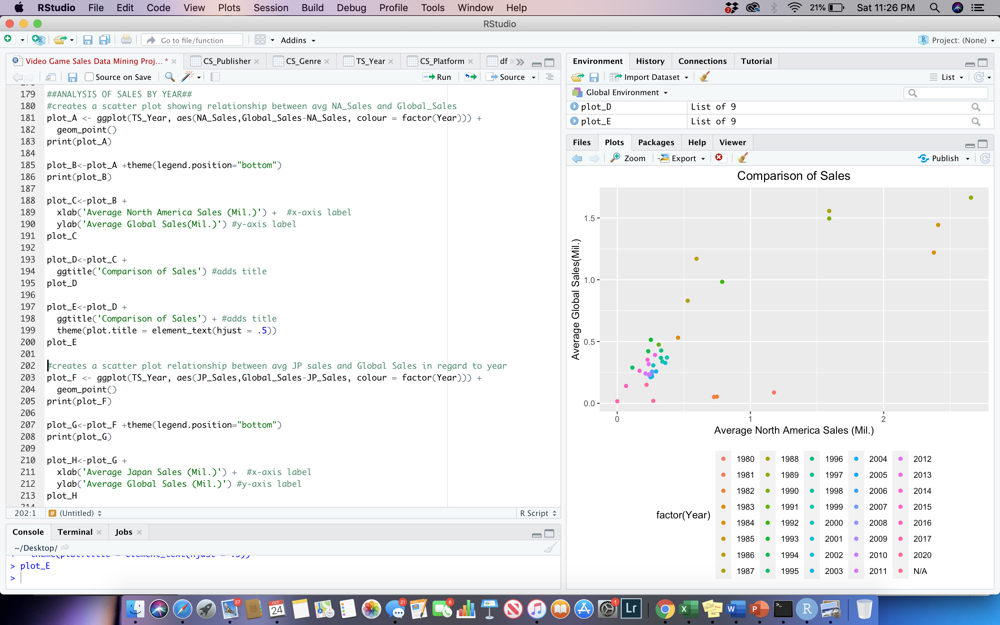 RStudio File Edit Code View Plots Session Build Debug Profile Tools Window Help 2 21% Sat 11:26 PM
RStudio
Go to file/function Addins Project: (None)
Video Game Sales Data Mining Proj... * CS_Publisher CS_Genre TS_Year CS_Platform df
Source on Save Run Source
179 ##ANALYSIS OF SALES BY YEAR##
180 #creates a scatter plot showing relationship between avg NA_Sales and Global_Sales
181 plot_A <- ggplot(TS_Year, aes(NA_Sales,Global_Sales-NA_Sales, colour = factor(Year))) +
182 geom_point()
183 print(plot_A)
184
185 plot_B<-plot_A +theme(legend.position="bottom")
186 print(plot_B)
187
188 plot_C<-plot_B +
189 xlab('Average North America Sales (Mil.)') + #x-axis label
190 ylab('Average Global Sales(Mil.)') #y-axis label
191 plot_C
192
193 plot_D<-plot_C +
194 ggtitle('Comparison of Sales') #adds title
195 plot_D
196
197 plot_E<-plot_D +
198 ggtitle('Comparison of Sales') + #adds title
199 theme(plot.title = element_text(hjust = .5))
200 plot_E
201
202 #creates a scatter plot relationship between avg JP sales and Global Sales in regard to year
203 plot_F <- ggplot(TS_Year, aes(JP_Sales,Global_Sales-JP_Sales, colour = factor(Year))) +
204 geom_point()
205 print(plot_F)
206
207 plot_G<-plot_F +theme(legend.position="bottom")
208 print(plot_G)
209
210 plot_H<-plot_G +
211 xlab('Average Japan Sales (Mil.)') + #x-axis label
212 ylab('Average Global Sales (Mil.)') #y-axis label
213 plot_H
214
202:1 # (Untitled) R Script
Console Terminal Jobs
~/Desktop/
+ theme(plot.title = element_text(hjust = .5))
> plot_E
>
Environment History Connections Tutorial
Import Dataset List
Global Environment
plot_D List of 9
plot_E List of 9
Files Plots Packages Help Viewer
Zoom Export Publish
Comparison of Sales
Average Global Sales(Mil.)
1.5
1.0
0.5
0.0
0 1 2
Average North America Sales (Mil.)
factor(Year)
1980 1988 1996 2004 2012
1981 1989 1997 2005 2013
1982 1990 1998 2006 2014
1983 1991 1999 2007 2015
1984 1992 2000 2008 2016
1985 1993 2001 2009 2017
1986 1994 2002 2010 2020
1987 1995 2003 2011 N/A
37 OCT 24 21 6 1 Lr X W P >_ R